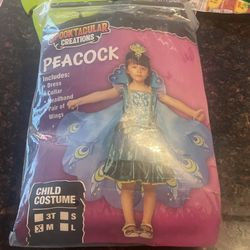 SPOOKTACULAR
CREATIONS
PEACOCK
Includes:
• Dress
• Collar
• Headband
• Pair of
Wings
CHILD
COSTUME
3T
S
M
L